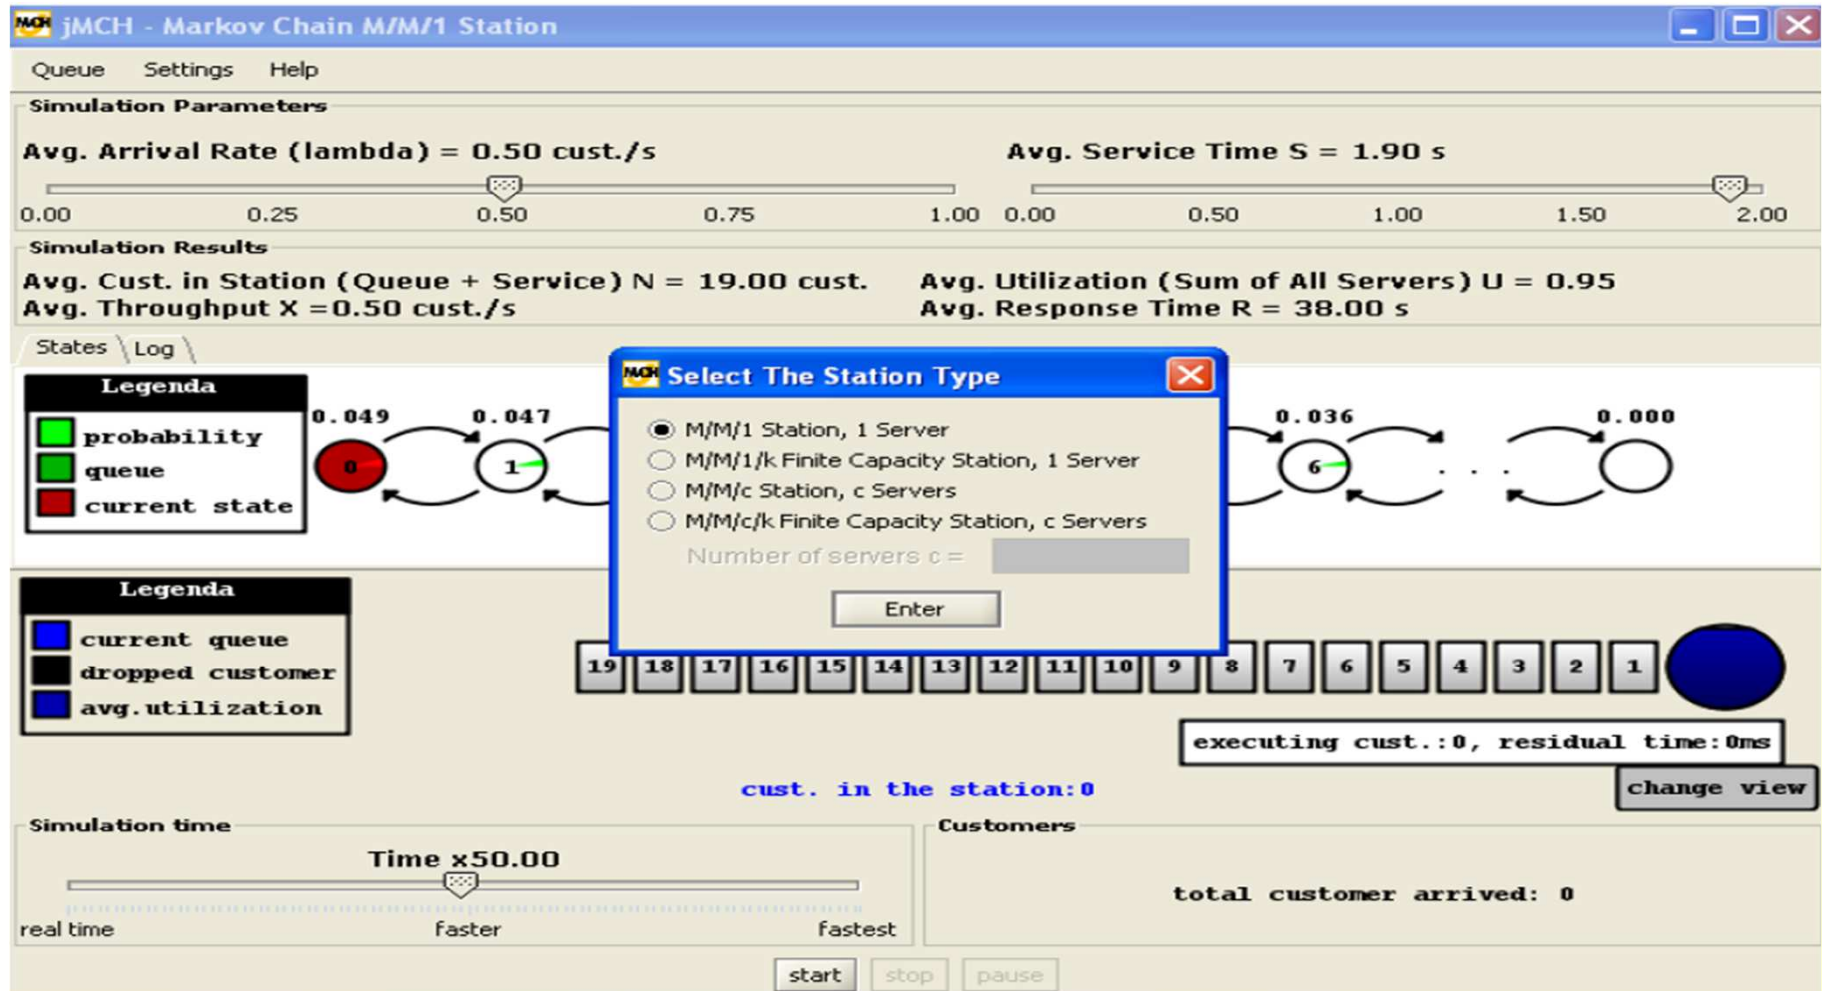 MCH jMCH - Markov Chain M/M/1 Station
Queue Settings Help
Simulation Parameters
Avg. Arrival Rate (lambda) = 0.50 cust./s Avg. Service Time S = 1.90 s
0.00 0.25 0.50 0.75 1.00 0.00 0.50 1.00 1.50 2.00
Simulation Results
Avg. Cust. in Station (Queue + Service) N = 19.00 cust. Avg. Utilization (Sum of All Servers) U = 0.95
Avg. Throughput X =0.50 cust./s Avg. Response Time R = 38.00 s
States Log
MCH Select The Station Type
Legenda
probability
queue
current state
0.049 0.047 0.036 0.000
0 1 6 . . .
M/M/1 Station, 1 Server
M/M/1/k Finite Capacity Station, 1 Server
M/M/c Station, c Servers
M/M/c/k Finite Capacity Station, c Servers
Number of servers c =
Enter
Legenda
current queue
dropped customer
avg.utilization
19 18 17 16 15 14 13 12 11 10 9 8 7 6 5 4 3 2 1
executing cust.:0, residual time:0ms
cust. in the station:0
change view
Simulation time
Time x50.00
real time faster fastest
Customers
total customer arrived: 0
start stop pause